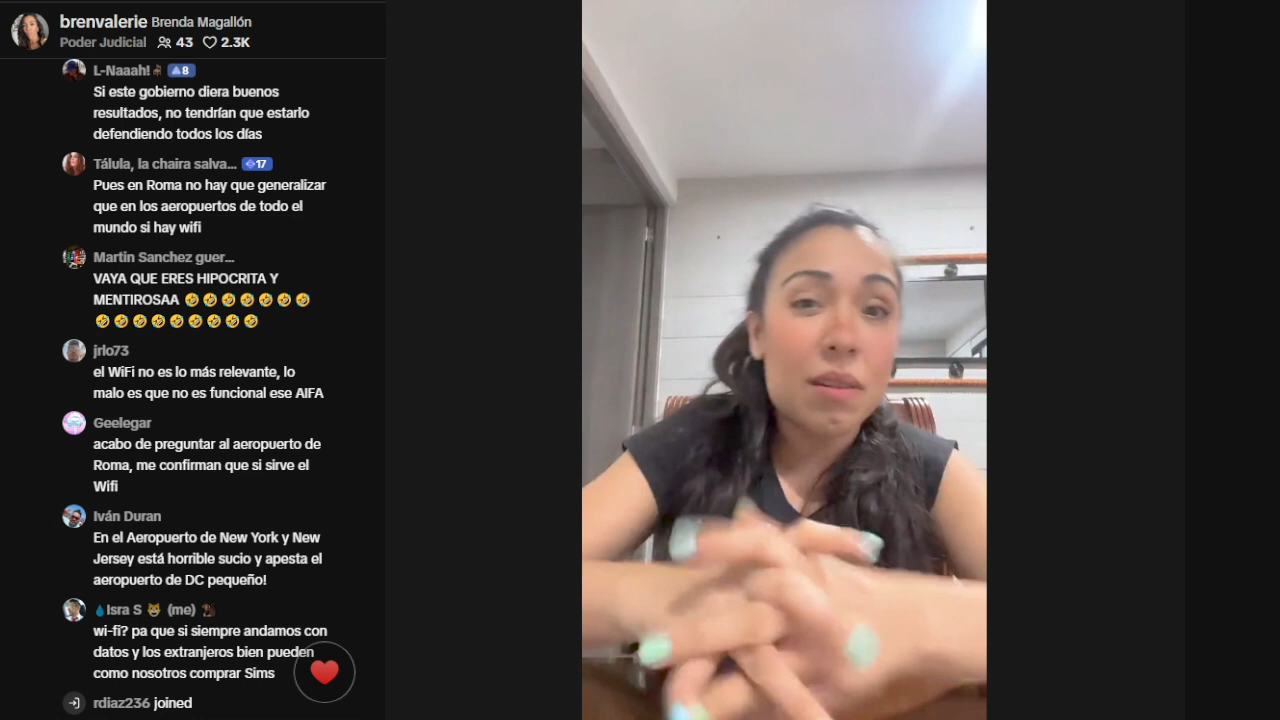 brenvalerie Brenda Magallón
Poder Judicial 43 2.3K
L-Naaah! 8
Si este gobierno diera buenos
resultados, no tendrían que estarlo
defendiendo todos los días
Tálula, la chaira salva... 17
Pues en Roma no hay que generalizar
que en los aeropuertos de todo el
mundo si hay wifi
Martin Sanchez guer...
VAYA QUE ERES HIPOCRITA Y
MENTIROSAA 🤣🤣🤣🤣🤣🤣🤣
🤣🤣🤣🤣🤣🤣🤣🤣🤣
jrlo73
el WiFi no es lo más relevante, lo
malo es que no es funcional ese AIFA
Geelegar
acabo de preguntar al aeropuerto de
Roma, me confirman que si sirve el
Wifi
Iván Duran
En el Aeropuerto de New York y New
Jersey está horrible sucio y apesta el
aeropuerto de DC pequeño!
💧Isra S 😺 (me)
wi-fi? pa que si siempre andamos con
datos y los extranjeros bien pueden
como nosotros comprar Sims
rdiaz236 joined